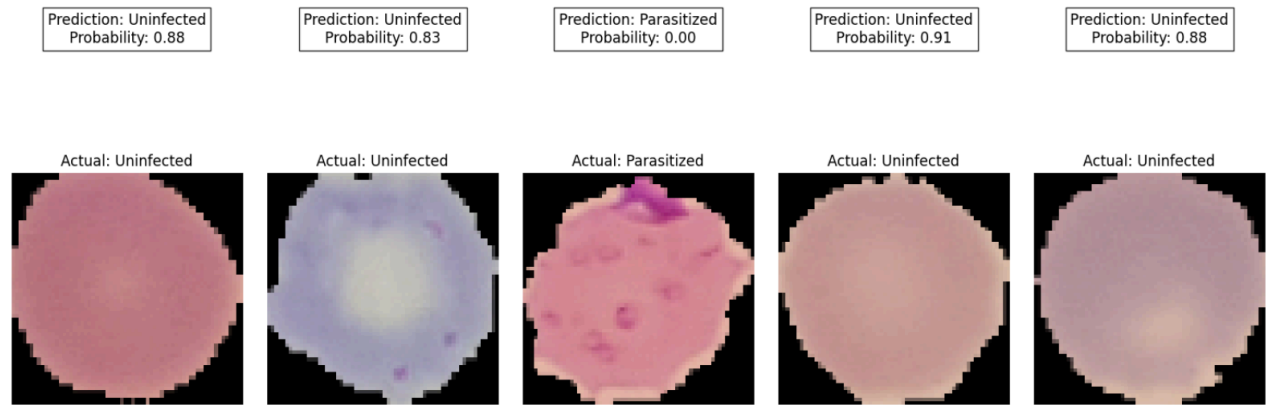 Prediction: Uninfected
Probability: 0.88
Prediction: Uninfected
Probability: 0.83
Prediction: Parasitized
Probability: 0.00
Prediction: Uninfected
Probability: 0.91
Prediction: Uninfected
Probability: 0.88
Actual: Uninfected
Actual: Uninfected
Actual: Parasitized
Actual: Uninfected
Actual: Uninfected